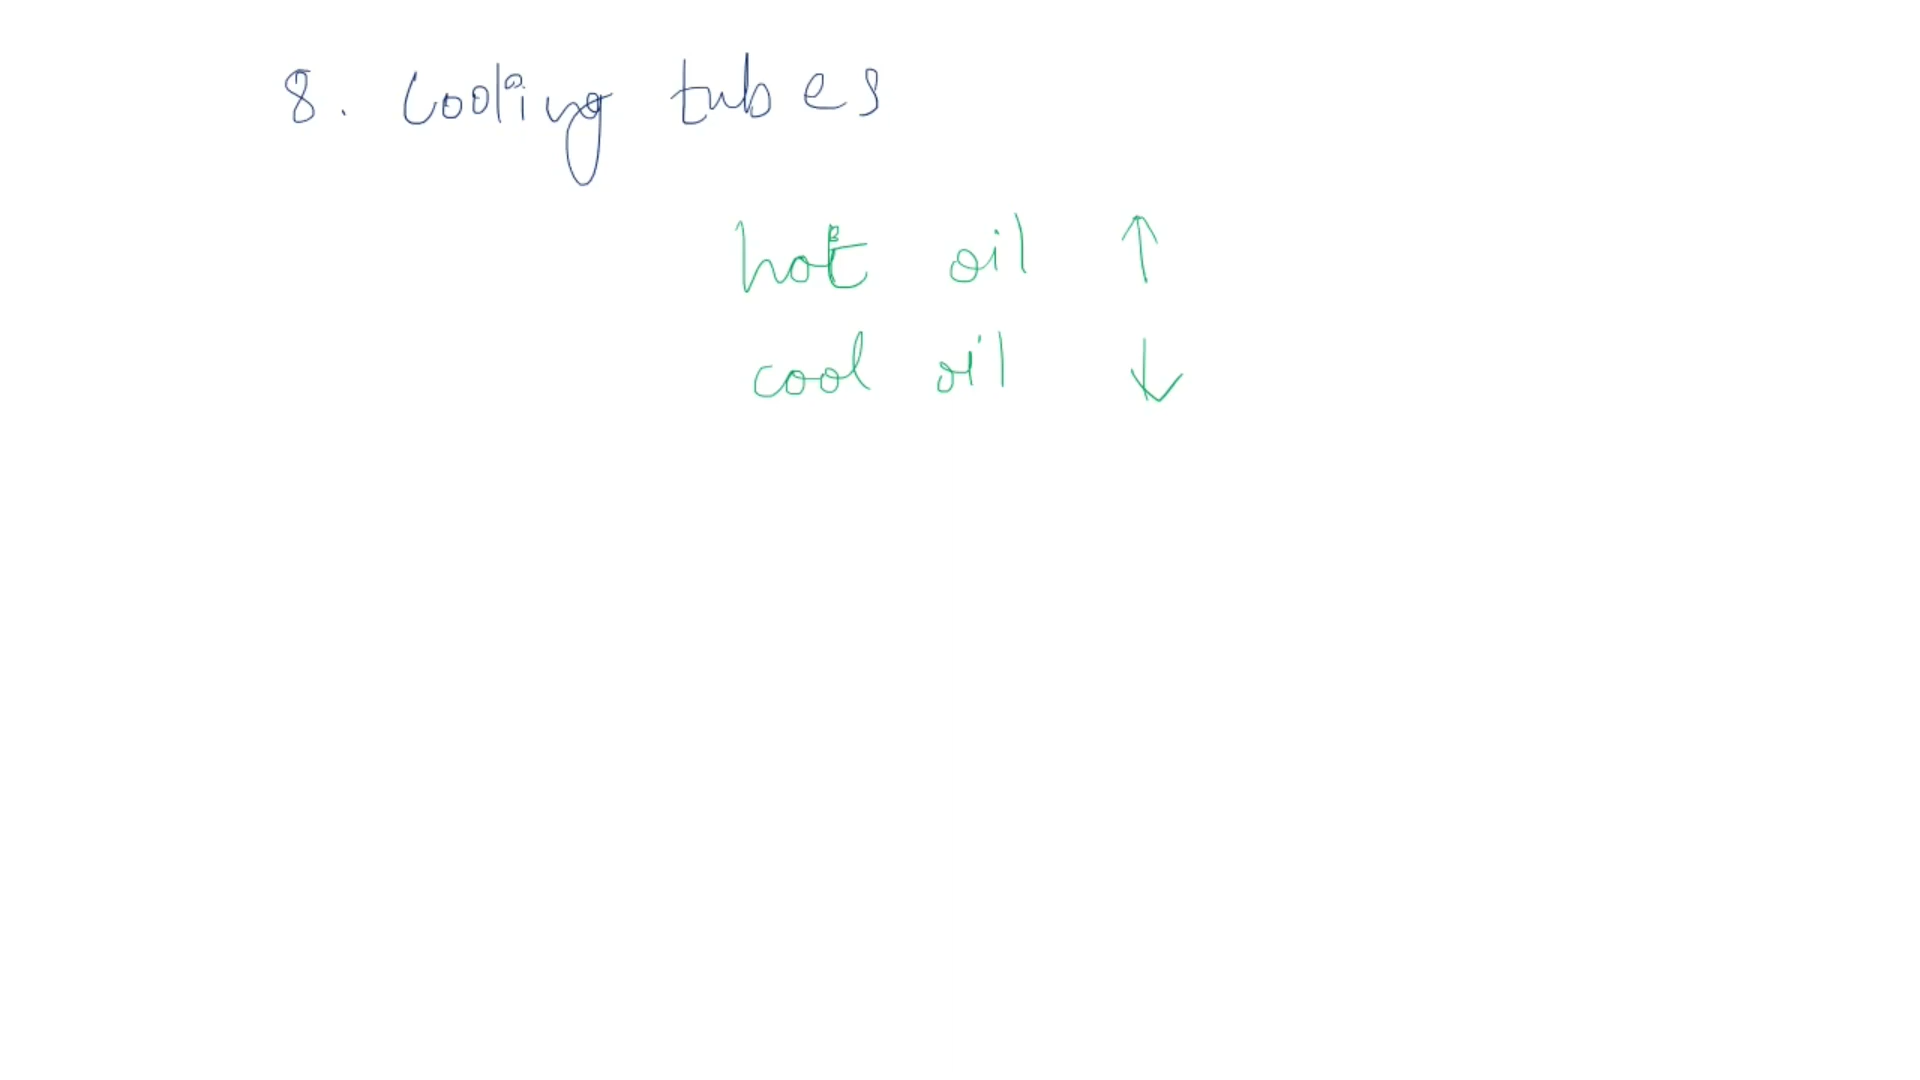 8. Cooling tubes
hot oil ↑
cool oil ↓